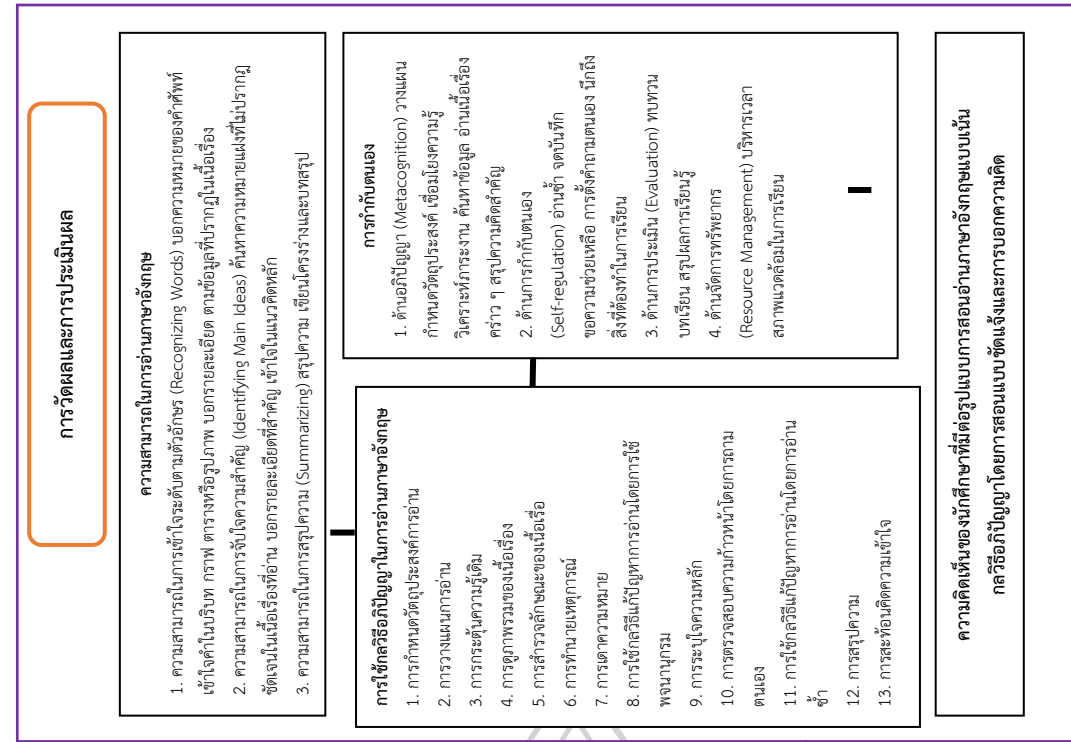 การวัดผลและการประเมินผล
ความสามารถในการอ่านภาษาอังกฤษ
1. ความสามารถในการเข้าใจระดับตามตัวอักษร (Recognizing Words) บอกความหมายของคำศัพท์
เข้าใจคำในบริบท กราฟ ตารางหรือรูปภาพ บอกรายละเอียด ตามข้อมูลที่ปรากฏในเนื้อเรื่อง
2. ความสามารถในการจับใจความสำคัญ (Identifying Main Ideas) ค้นหาความหมายแฝงที่ไม่ปรากฏ
ชัดเจนในเนื้อเรื่องที่อ่าน บอกรายละเอียดที่สำคัญ เข้าใจในแนวคิดหลัก
3. ความสามารถในการสรุปความ (Summarizing) สรุปความ เขียนโครงร่างและบทสรุป
การใช้กลวิธีอภิปัญญาในการอ่านภาษาอังกฤษ
1. การกำหนดวัตถุประสงค์การอ่าน
2. การวางแผนการอ่าน
3. การกระตุ้นความรู้เดิม
4. การดูภาพรวมของเนื้อเรื่อง
5. การสำรวจลักษณะของเนื้อเรื่อ
6. การทำนายเหตุการณ์
7. การเดาความหมาย
8. การใช้กลวิธีแก้ปัญหาการอ่านโดยการใช้
พจนานุกรม
9. การระบุใจความหลัก
10. การตรวจสอบความก้าวหน้าโดยการถาม
ตนเอง
11. การใช้กลวิธีแก้ปัญหาการอ่านโดยการอ่าน
ซ้ำ
12. การสรุปความ
13. การสะท้อนคิดความเข้าใจ
การกำกับตนเอง
1. ด้านอภิปัญญา (Metacognition) วางแผน
กำหนดวัตถุประสงค์ เชื่อมโยงความรู้
วิเคราะห์ภาระงาน ค้นหาข้อมูล อ่านเนื้อเรื่อง
คร่าว ๆ สรุปความคิดสำคัญ
2. ด้านการกำกับตนเอง
(Self-regulation) อ่านซ้ำ จดบันทึก
ขอความช่วยเหลือ การตั้งคำถามตนเอง นึกถึง
สิ่งที่ต้องทำในการเรียน
3. ด้านการประเมิน (Evaluation) ทบทวน
บทเรียน สรุปผลการเรียนรู้
4. ด้านจัดการทรัพยากร
(Resource Management) บริหารเวลา
สภาพแวดล้อมในการเรียน
ความคิดเห็นของนักศึกษาที่มีต่อรูปแบบการสอนอ่านภาษาอังกฤษแบบเน้น
กลวิธีอภิปัญญาโดยการสอนแบบชัดแจ้งและการบอกความคิด